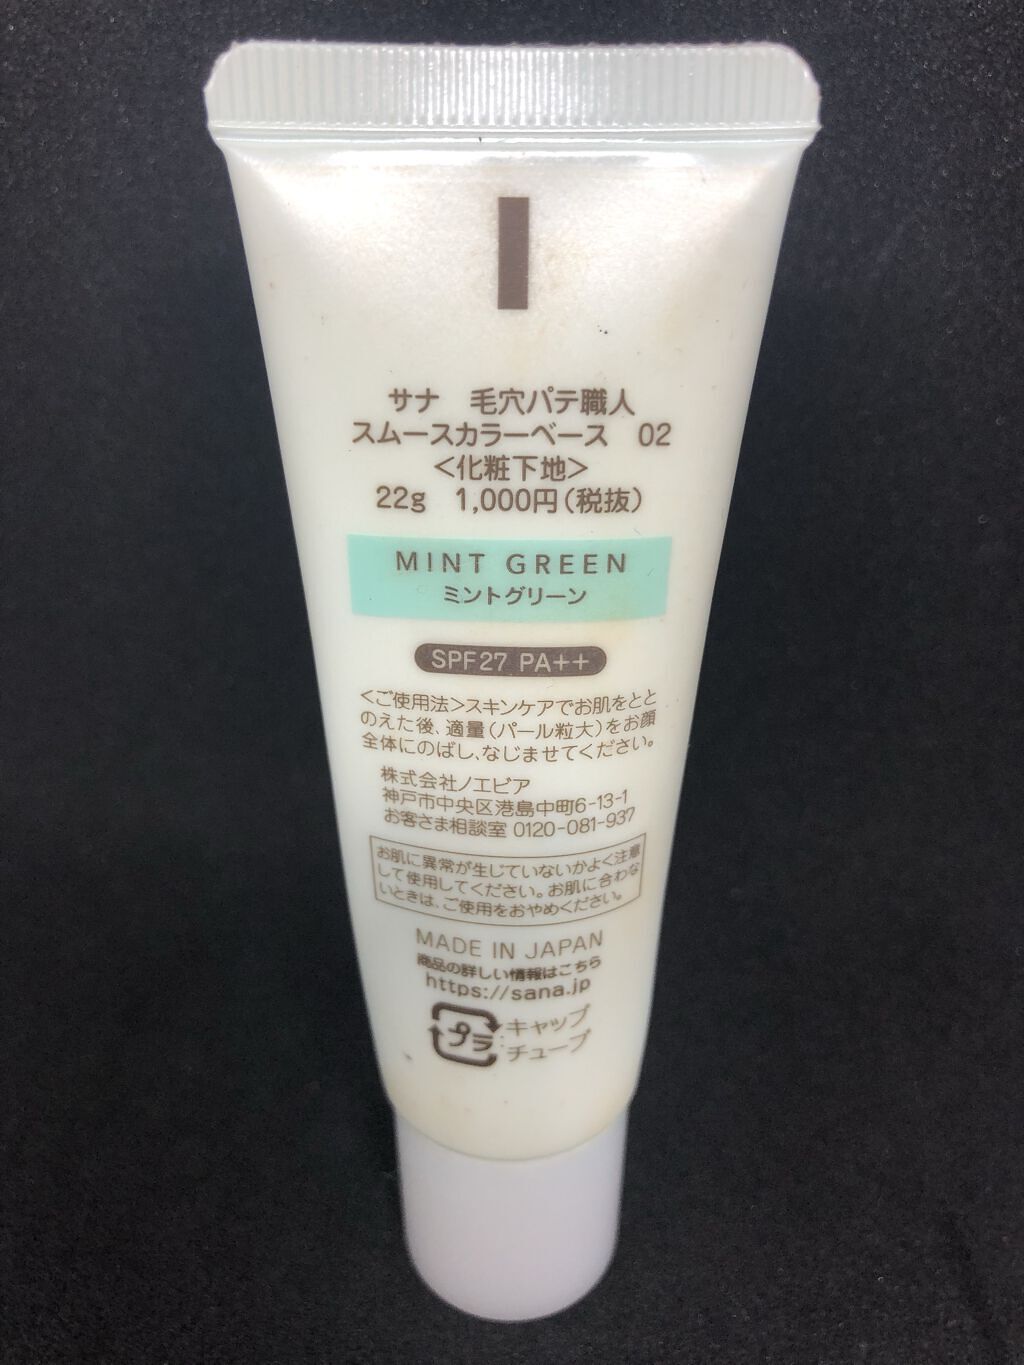 サナ 毛穴パテ職人
スムースカラーベース 02
＜化粧下地＞
22g 1,000円（税抜）
MINT GREEN
ミントグリーン
SPF27 PA++
＜ご使用法＞スキンケアでお肌をとと
のえた後、適量（パール粒大）をお顔
全体にのばし、なじませてください。
株式会社ノエビア
神戸市中央区港島中町6-13-1
お客さま相談室 0120-081-937
お肌に異常が生じていないかよく注意
して使用してください。お肌に合わな
いときは、ご使用をおやめください。
MADE IN JAPAN
商品の詳しい情報はこちら
https://sana.jp
プラ：キャップ
チューブ